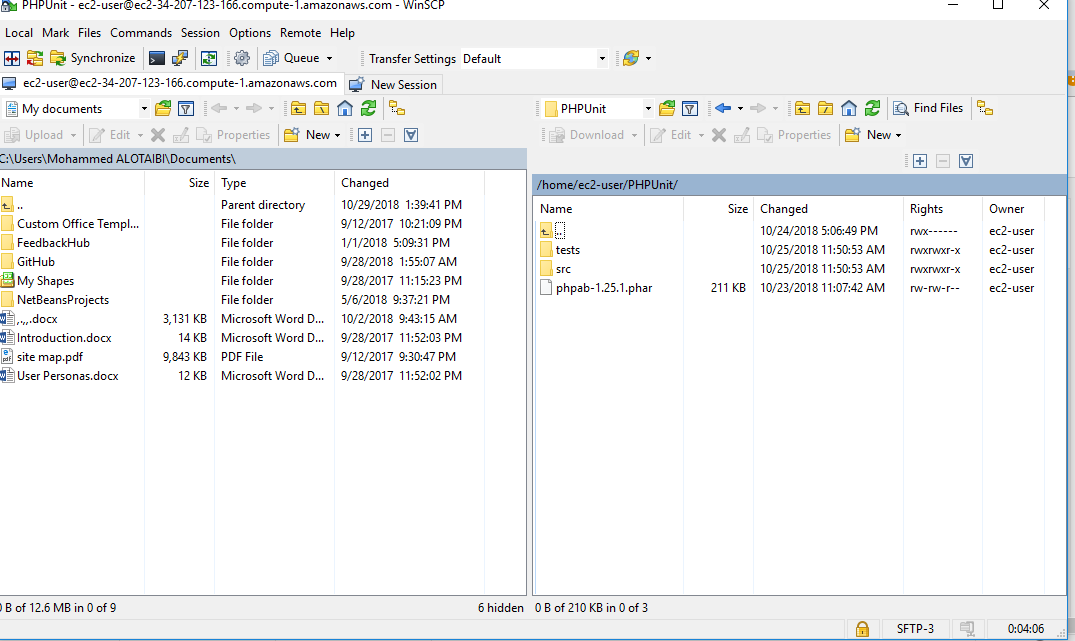 PHPUnit - ec2-user@ec2-34-207-123-166.compute-1.amazonaws.com - WinSCP
Local Mark Files Commands Session Options Remote Help
Synchronize Queue Transfer Settings Default
ec2-user@ec2-34-207-123-166.compute-1.amazonaws.com New Session
My documents PHPUnit Find Files
Upload Edit Properties New Download Edit Properties New
C:\Users\Mohammed ALOTAIBI\Documents\
Name Size Type Changed
.. Parent directory 10/29/2018 1:39:41 PM
Custom Office Templ... File folder 9/12/2017 10:21:09 PM
FeedbackHub File folder 1/1/2018 5:09:31 PM
GitHub File folder 9/28/2018 1:55:07 AM
My Shapes File folder 9/28/2017 11:15:23 PM
NetBeansProjects File folder 5/6/2018 9:37:21 PM
,.,,.docx 3,131 KB Microsoft Word D... 10/2/2018 9:43:15 AM
Introduction.docx 14 KB Microsoft Word D... 9/28/2017 11:52:03 PM
site map.pdf 9,843 KB PDF File 9/12/2017 9:30:47 PM
User Personas.docx 12 KB Microsoft Word D... 9/28/2017 11:52:02 PM
/home/ec2-user/PHPUnit/
Name Size Changed Rights Owner
.. 10/24/2018 5:06:49 PM rwx------ ec2-user
tests 10/25/2018 11:50:53 AM rwxrwxr-x ec2-user
src 10/25/2018 11:50:53 AM rwxrwxr-x ec2-user
phpab-1.25.1.phar 211 KB 10/23/2018 11:07:42 AM rw-rw-r-- ec2-user
0 B of 12.6 MB in 0 of 9 6 hidden 0 B of 210 KB in 0 of 3
SFTP-3 0:04:06